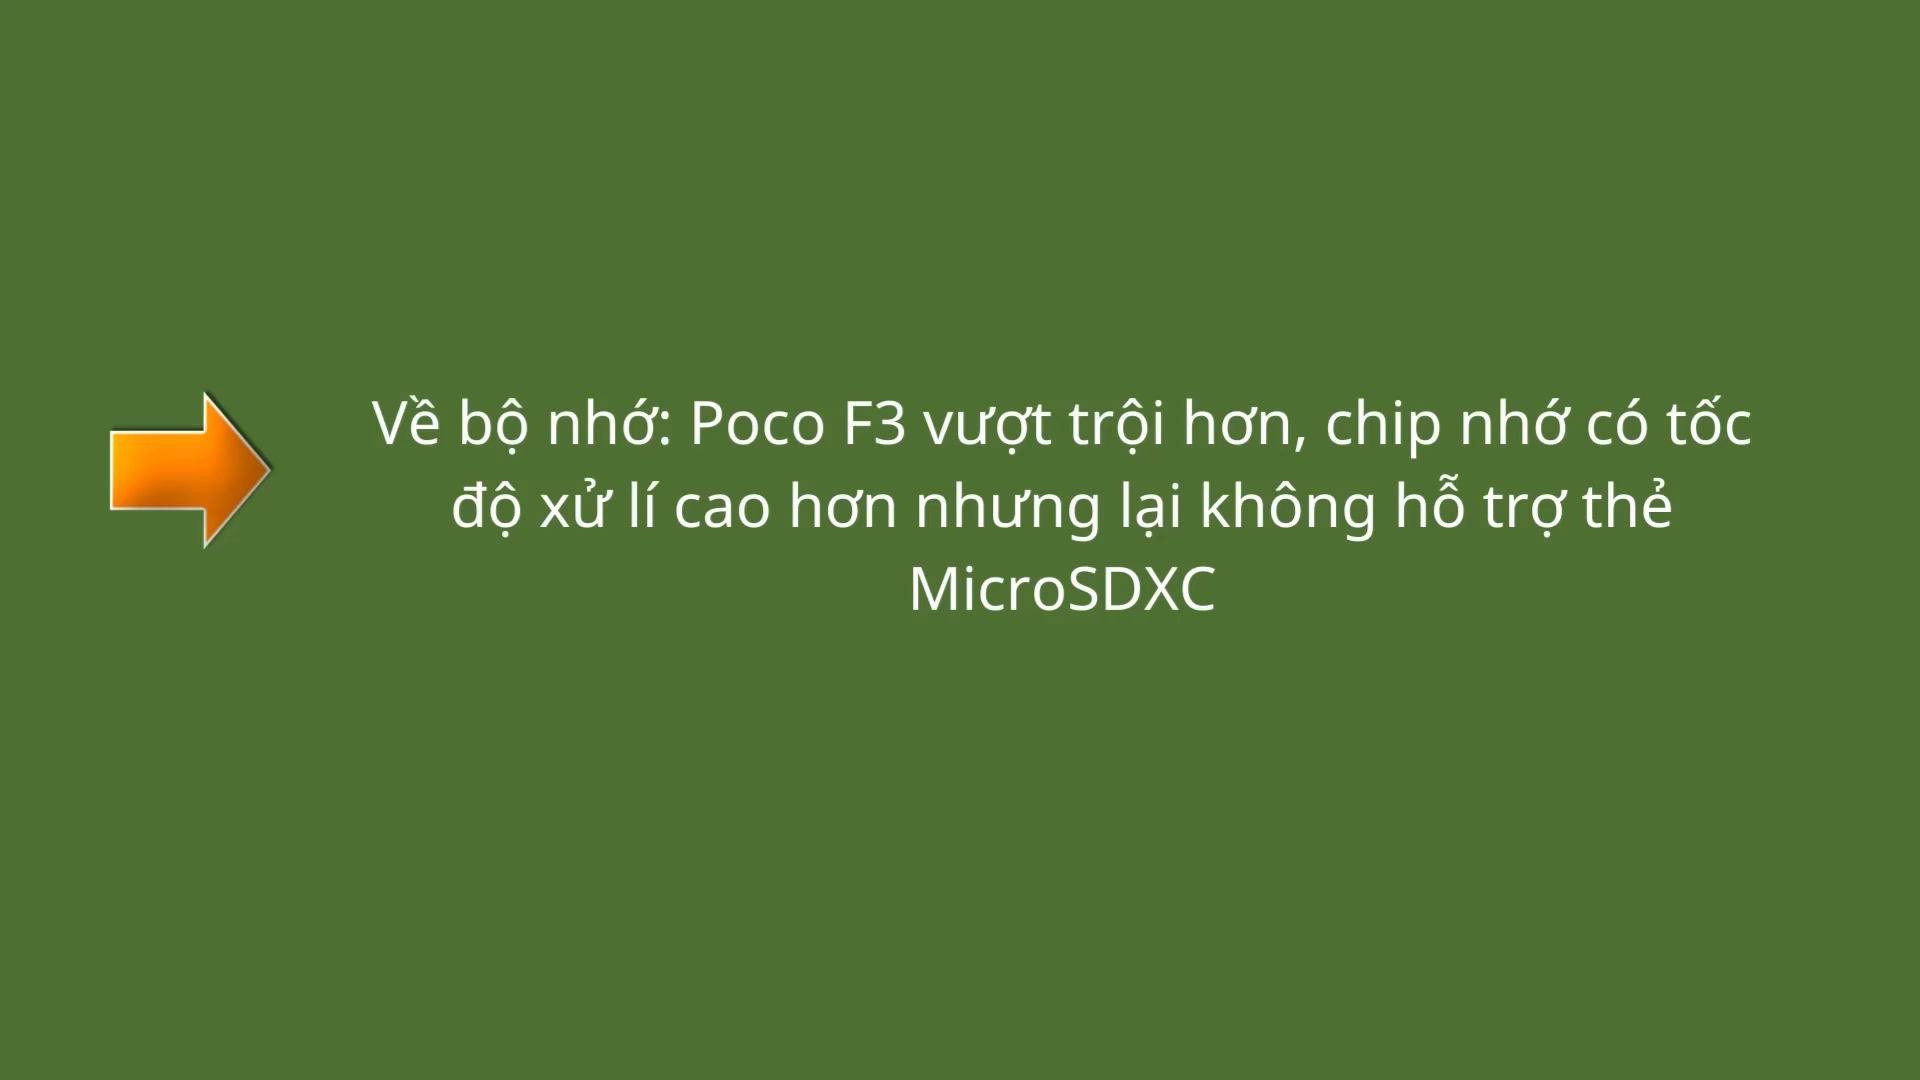 Về bộ nhớ: Poco F3 vượt trội hơn, chip nhớ có tốc
độ xử lí cao hơn nhưng lại không hỗ trợ thẻ
MicroSDXC